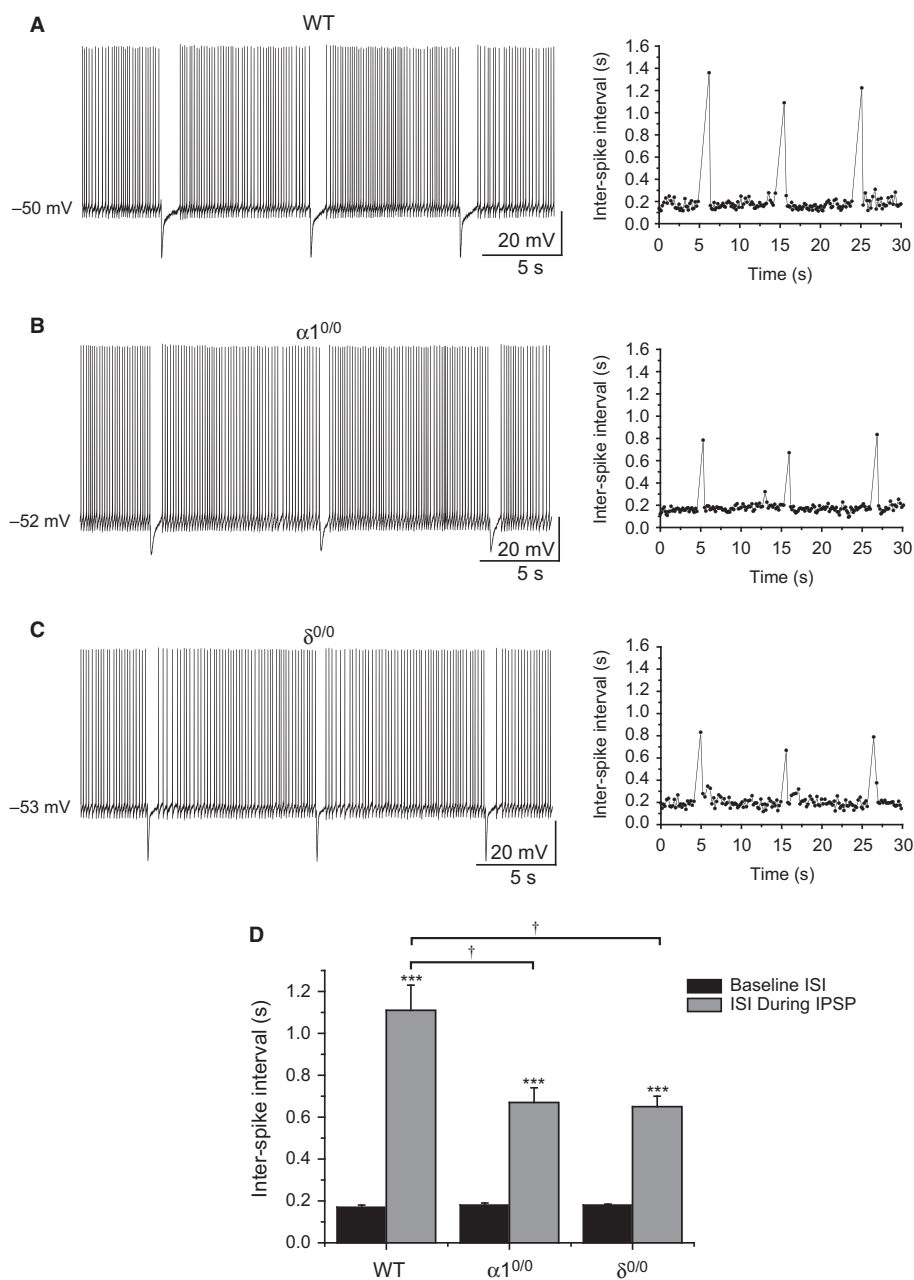 A
WT
–50 mV
20 mV
5 s
Inter-spike interval (s)
1.6
1.4
1.2
1.0
0.8
0.6
0.4
0.2
0.0
0 5 10 15 20 25 30
Time (s)
B
α1⁰/⁰
–52 mV
20 mV
5 s
Inter-spike interval (s)
1.6
1.4
1.2
1.0
0.8
0.6
0.4
0.2
0.0
0 5 10 15 20 25 30
Time (s)
C
δ⁰/⁰
–53 mV
20 mV
5 s
Inter-spike interval (s)
1.6
1.4
1.2
1.0
0.8
0.6
0.4
0.2
0.0
0 5 10 15 20 25 30
Time (s)
D
†
†
***
***
***
Baseline ISI
ISI During IPSP
Inter-spike interval (s)
1.2
1.0
0.8
0.6
0.4
0.2
0.0
WT α1⁰/⁰ δ⁰/⁰